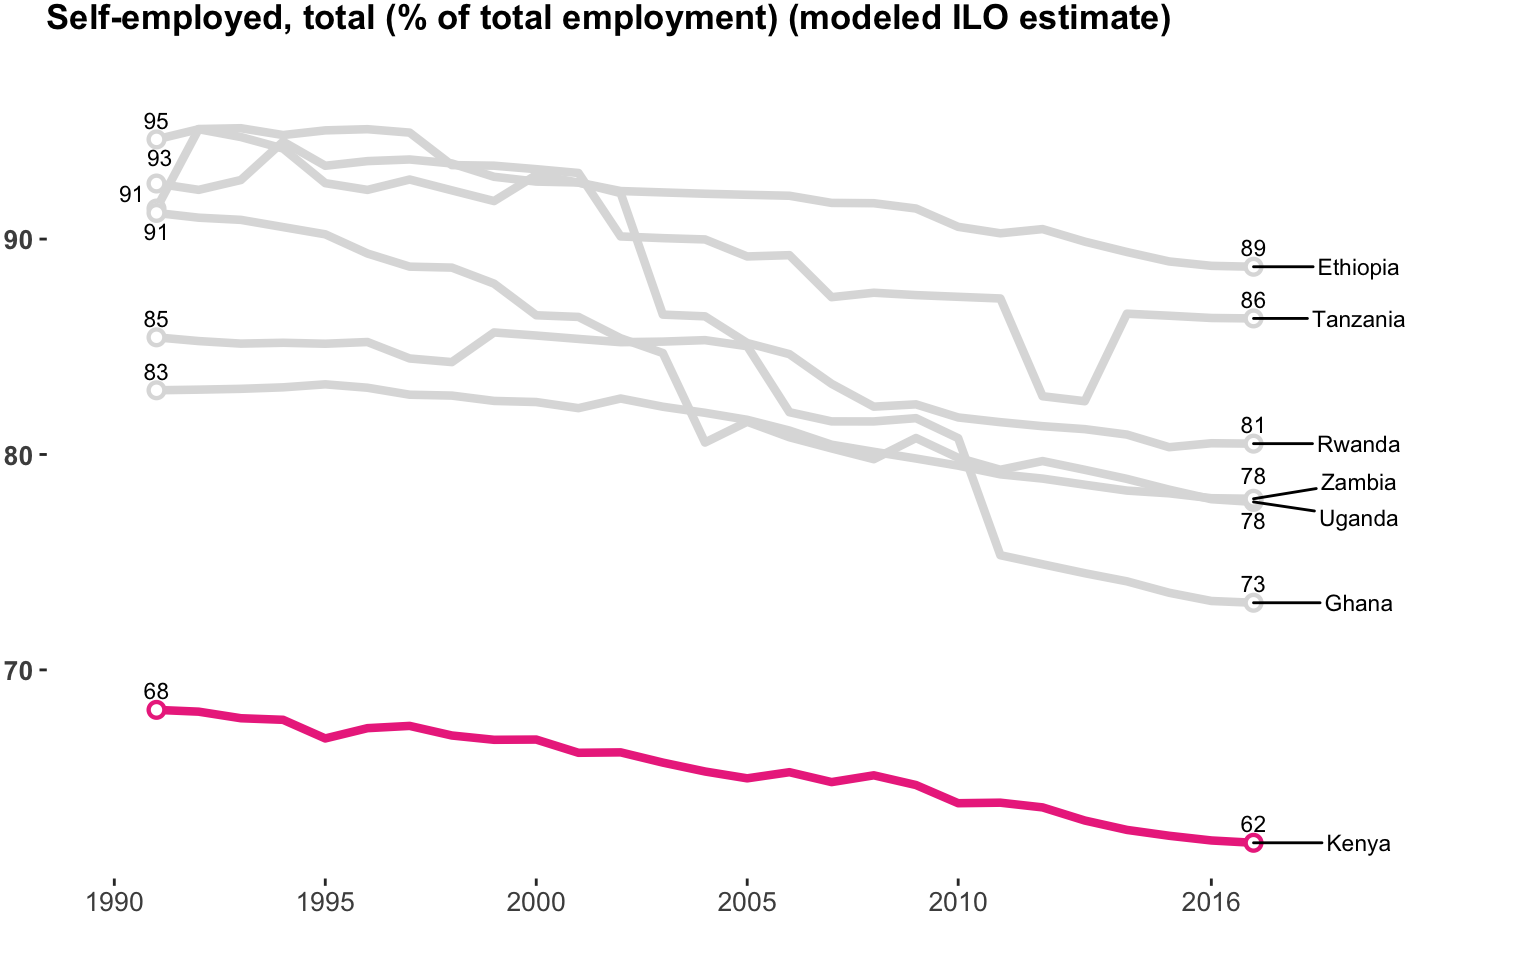 Self-employed, total (% of total employment) (modeled ILO estimate)
95
93
91
91
90
89
Ethiopia
86
Tanzania
85
83
81
Rwanda
80
78
Zambia
Uganda
78
73
Ghana
70
68
62
Kenya
1990 1995 2000 2005 2010 2016